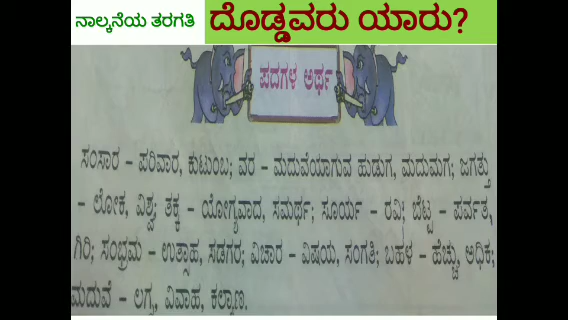 ನಾಲ್ಕನೆಯ ತರಗತಿ
ದೊಡ್ಡವರು ಯಾರು?
ಪದಗಳ ಅರ್ಥ
ಸಂಸಾರ – ಪರಿವಾರ, ಕುಟುಂಬ; ವರ – ಮದುವೆಯಾಗುವ ಹುಡುಗ, ಮದುಮಗ; ಜಗತ್ತು
– ಲೋಕ, ವಿಶ್ವ; ತಕ್ಕ – ಯೋಗ್ಯವಾದ, ಸಮರ್ಥ; ಸೂರ್ಯ – ರವಿ; ಬೆಟ್ಟ – ಪರ್ವತ,
ಗಿರಿ; ಸಂಭ್ರಮ – ಉತ್ಸಾಹ, ಸಡಗರ; ವಿಚಾರ – ವಿಷಯ, ಸಂಗತಿ; ಬಹಳ – ಹೆಚ್ಚು, ಅಧಿಕ;
ಮದುವೆ – ಲಗ್ನ, ವಿವಾಹ, ಕಲ್ಯಾಣ.